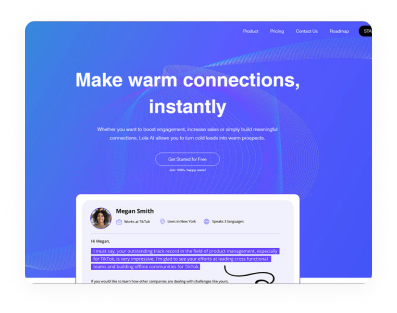 Product Pricing Contact Us Roadmap STA
Make warm connections,
instantly
Whether you want to boost engagement, increase sales or simply build meaningful
connections, Lola AI allows you to turn cold leads into warm prospects.
Get Started for Free
Join 1000+ happy users!
Megan Smith
Works at TikTok Lives in New York Speaks 3 languages
Hi Megan,
I must say, your outstanding track record in the field of product management, especially
for TikTok, is very impressive. I'm glad to see your efforts at leading cross functional
teams and building offline communities for TikTok.
If you would like to learn how other companies are dealing with challenges like yours,